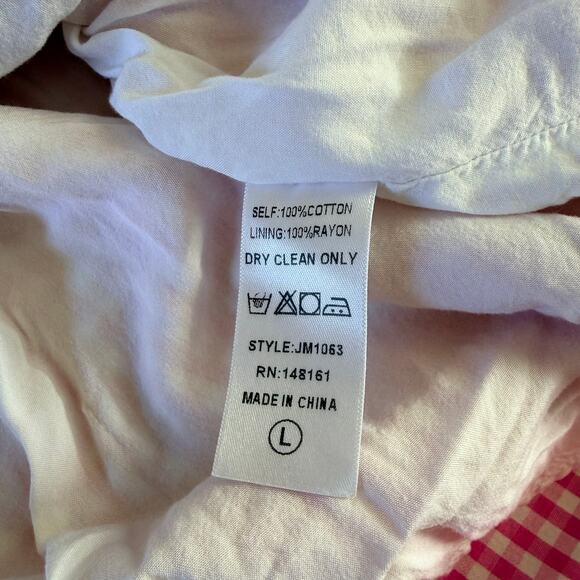 SELF:100%COTTON
LINING:100%RAYON
DRY CLEAN ONLY
STYLE:JM1063
RN:148161
MADE IN CHINA
L